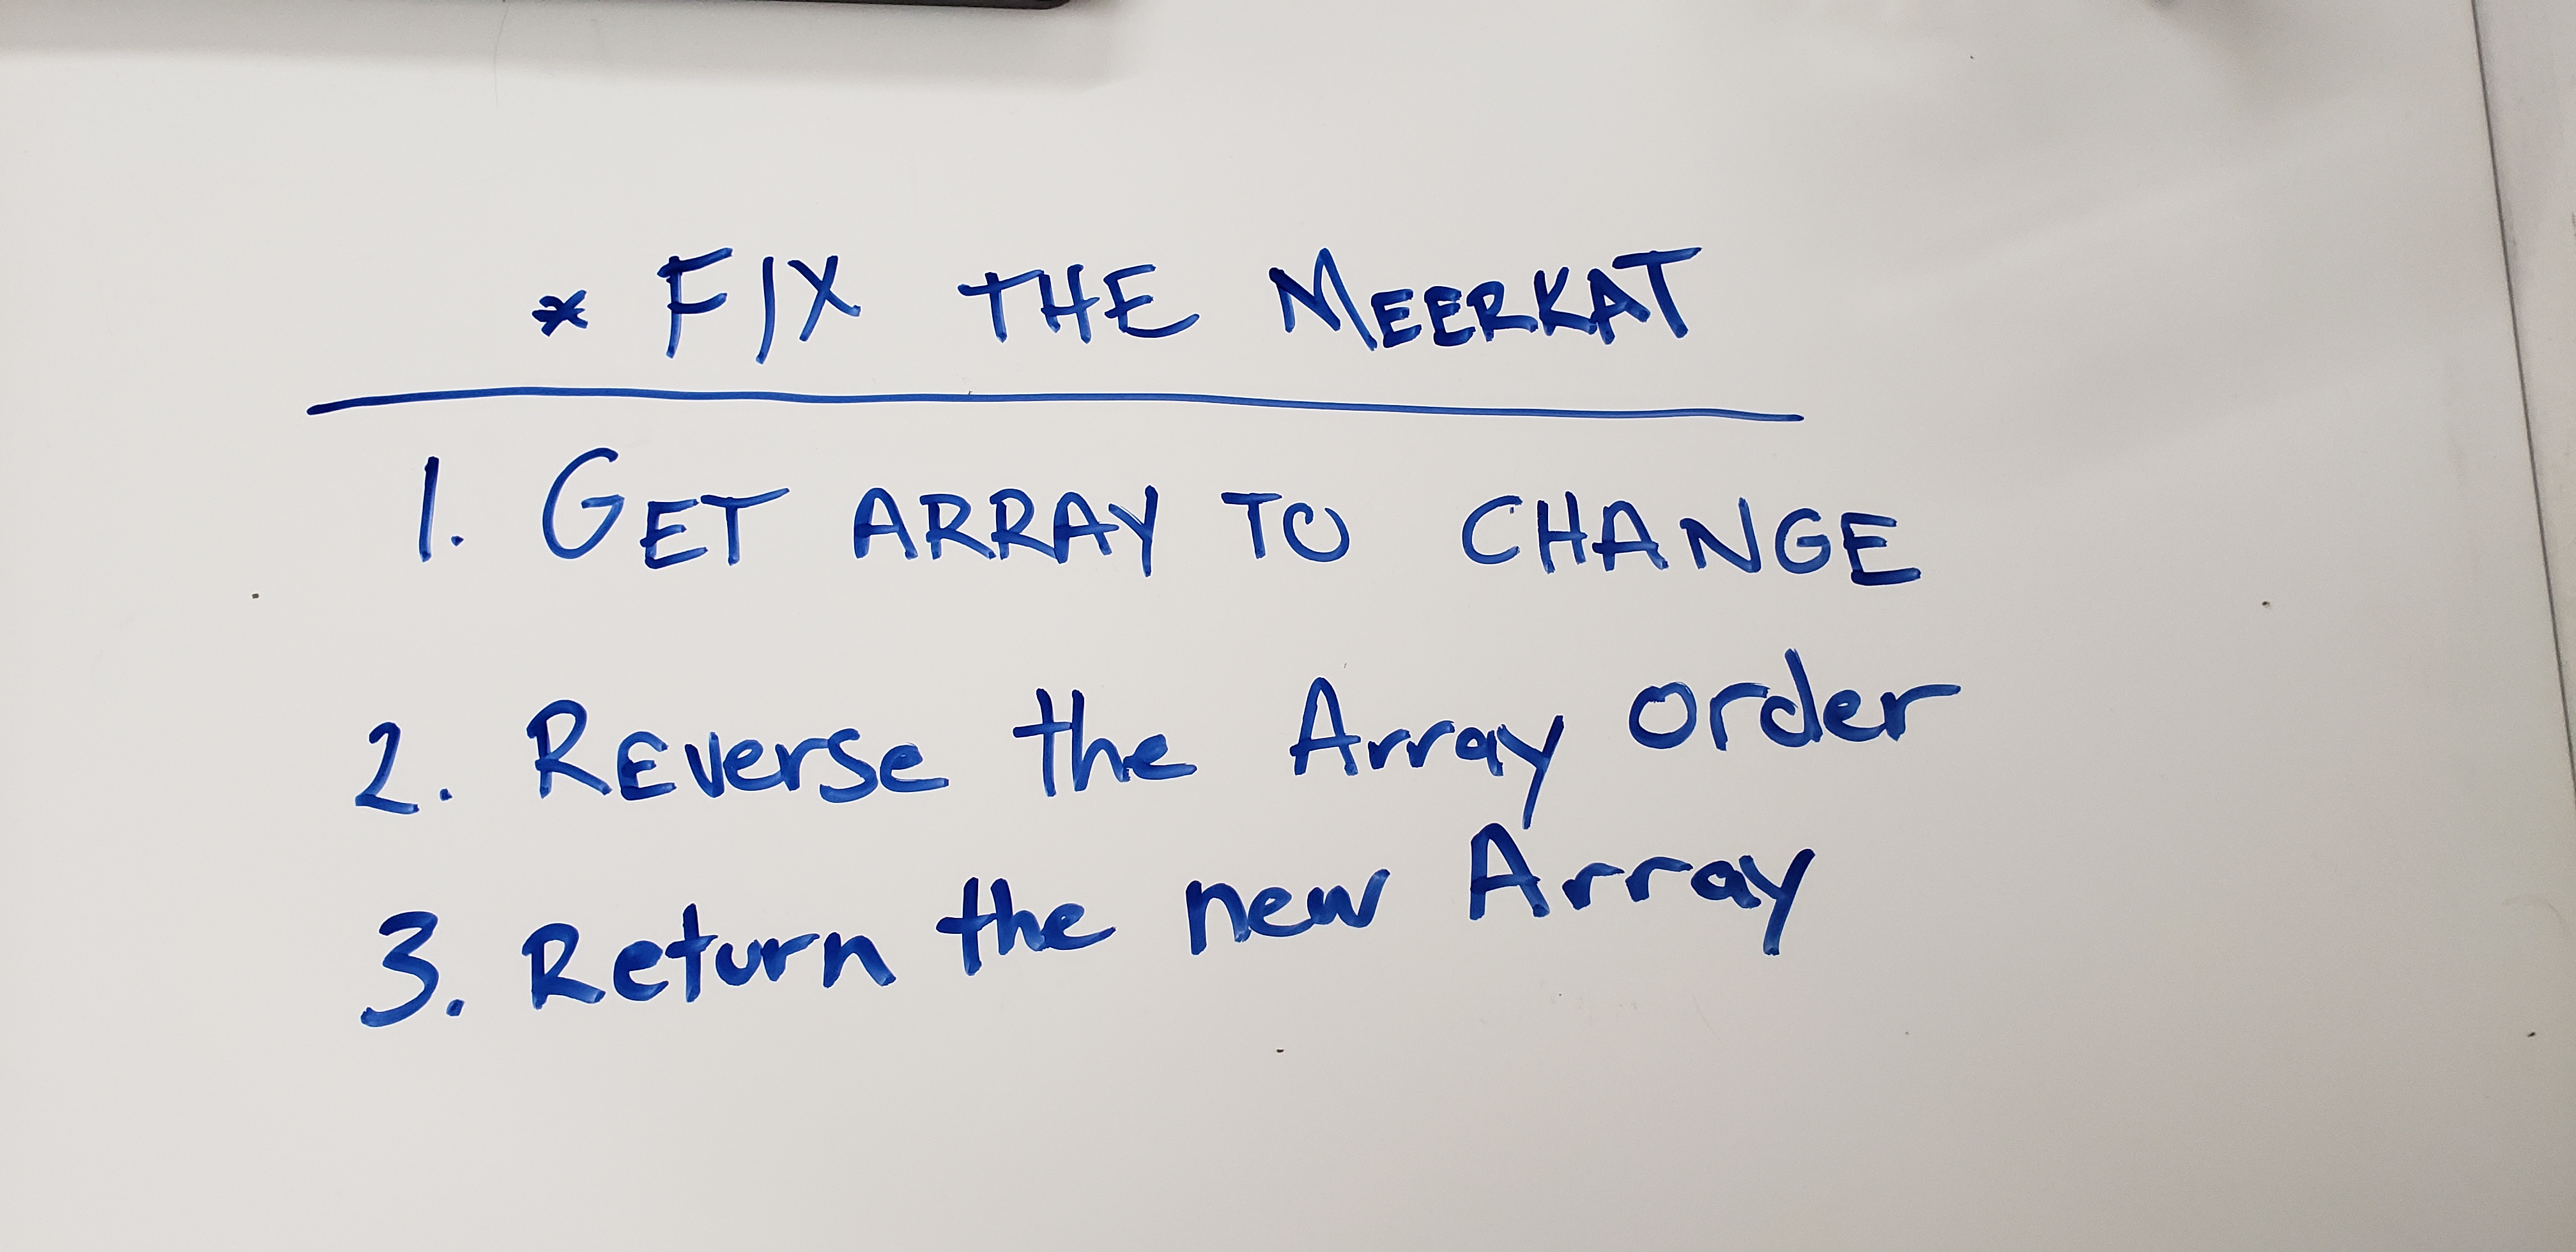 * FIX THE MEERKAT
1. GET ARRAY TO CHANGE
2. REverse the Array order
3. Return the new Array